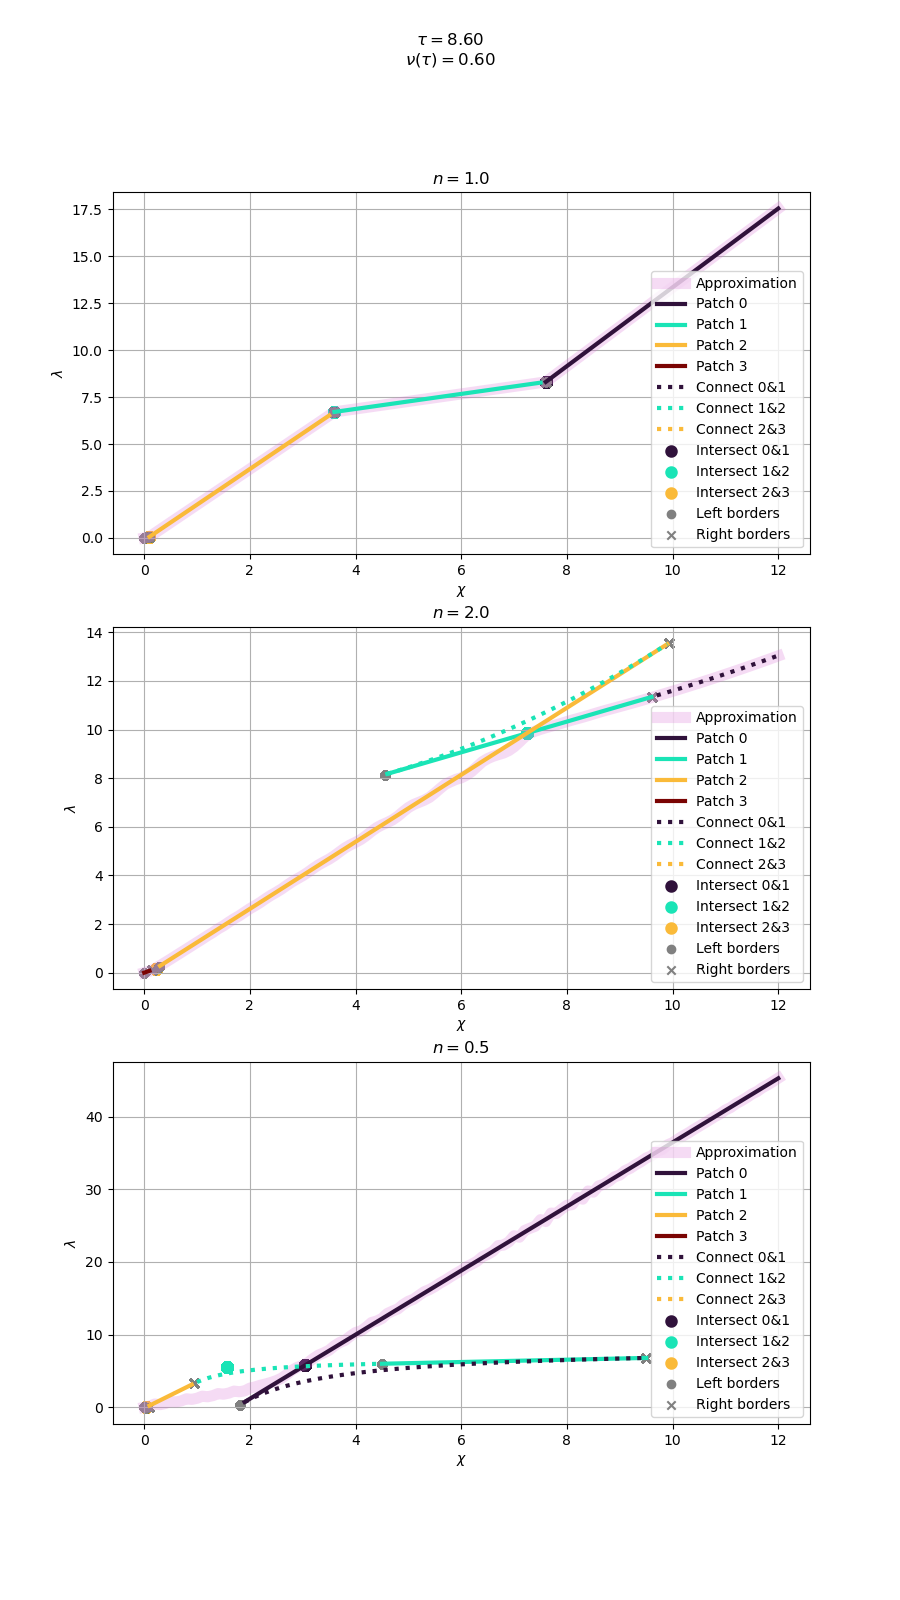 τ = 8.60
ν(τ) = 0.60
n = 1.0
17.5
15.0
12.5
10.0
7.5
5.0
2.5
0.0
λ
Approximation
Patch 0
Patch 1
Patch 2
Patch 3
Connect 0&1
Connect 1&2
Connect 2&3
Intersect 0&1
Intersect 1&2
Intersect 2&3
Left borders
Right borders
0 2 4 6 8 10 12
χ
n = 2.0
14
12
10
8
6
4
2
0
λ
Approximation
Patch 0
Patch 1
Patch 2
Patch 3
Connect 0&1
Connect 1&2
Connect 2&3
Intersect 0&1
Intersect 1&2
Intersect 2&3
Left borders
Right borders
0 2 4 6 8 10 12
χ
n = 0.5
40
30
20
10
0
λ
Approximation
Patch 0
Patch 1
Patch 2
Patch 3
Connect 0&1
Connect 1&2
Connect 2&3
Intersect 0&1
Intersect 1&2
Intersect 2&3
Left borders
Right borders
0 2 4 6 8 10 12
χ